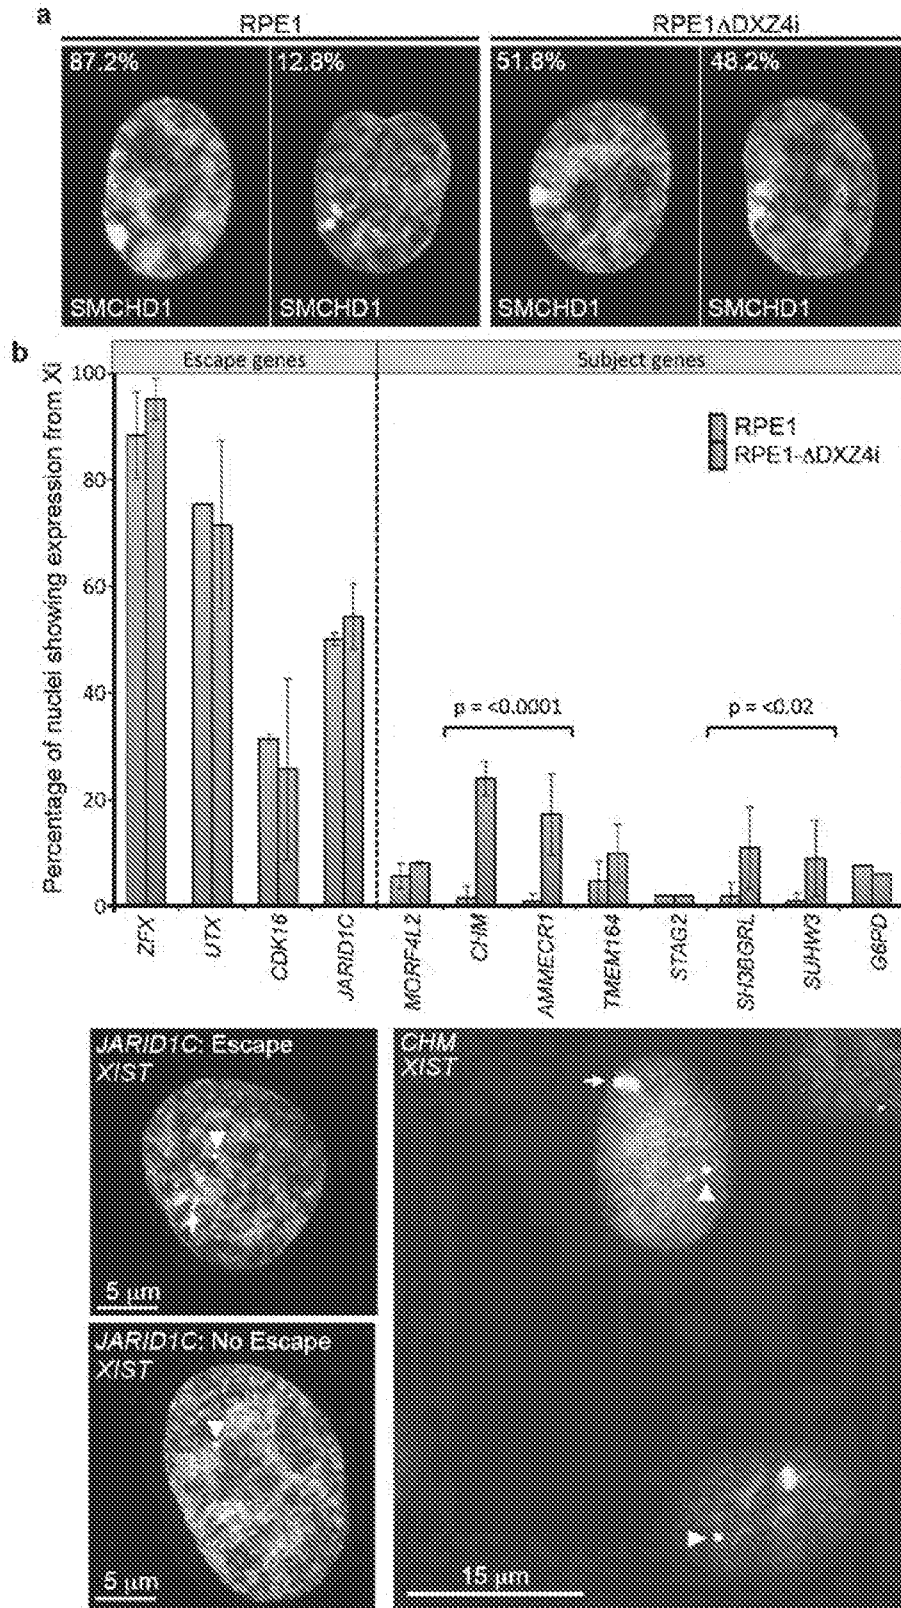 a
RPE1
RPE1ΔDXZ4i
87.2%
12.8%
51.8%
48.2%
SMCHD1
SMCHD1
SMCHD1
SMCHD1
b
Escape genes
Subject genes
Percentage of nuclei showing expression from Xi
100
80
60
40
20
0
RPE1
RPE1-ΔDXZ4i
p = <0.0001
p = <0.02
ZFX
UTX
CDK16
JARID1C
MORF4L2
CHM
AMMECR1
TMEM164
STAG2
SH3BGRL
SUHW3
G6PD
JARID1C: Escape
XIST
5 µm
JARID1C: No Escape
XIST
5 µm
CHM
XIST
15 µm